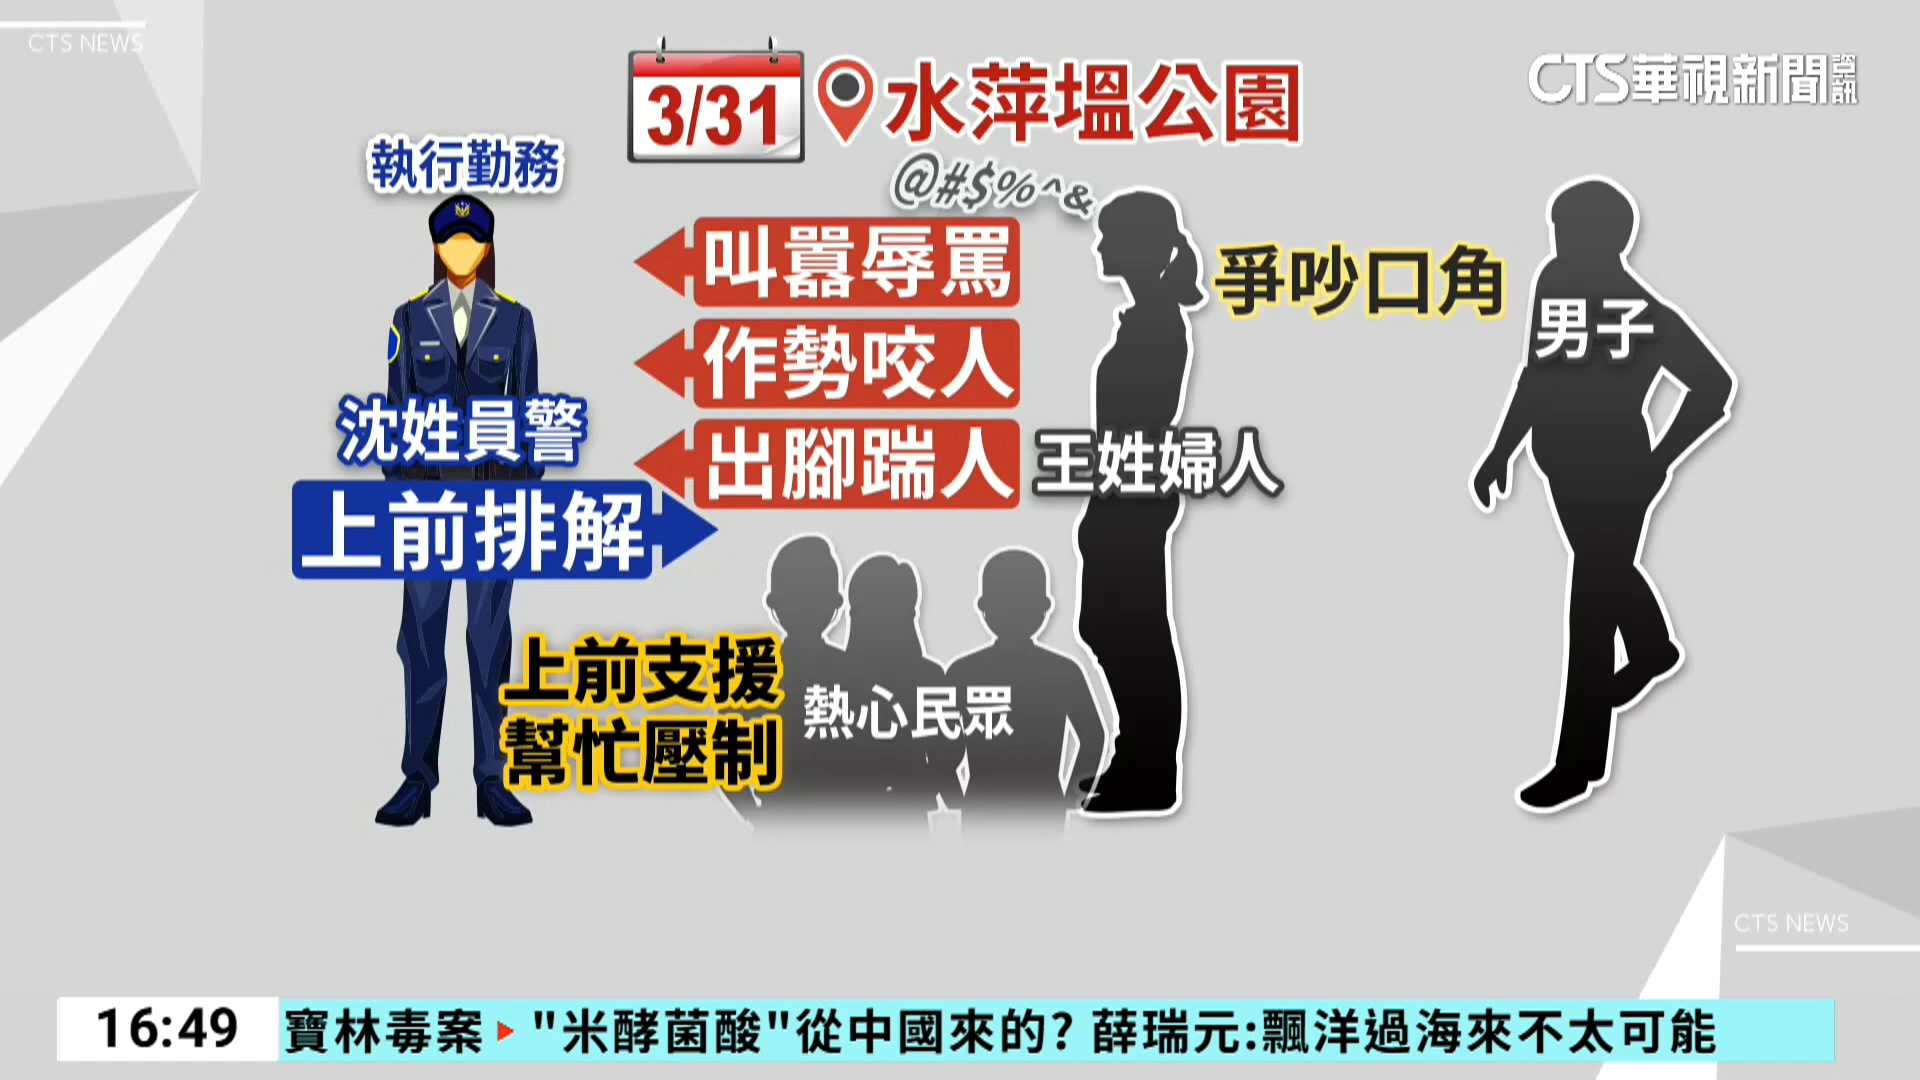 CTS NEWS
3/31
水萍塭公園
CTS華視新聞資訊
執行勤務
@#$%^&
叫囂辱罵
爭吵口角
男子
作勢咬人
沈姓員警
出腳踹人
王姓婦人
上前排解
上前支援
幫忙壓制
熱心民眾
CTS NEWS
16:49
寶林毒案▸"米酵菌酸"從中國來的? 薛瑞元:飄洋過海來不太可能